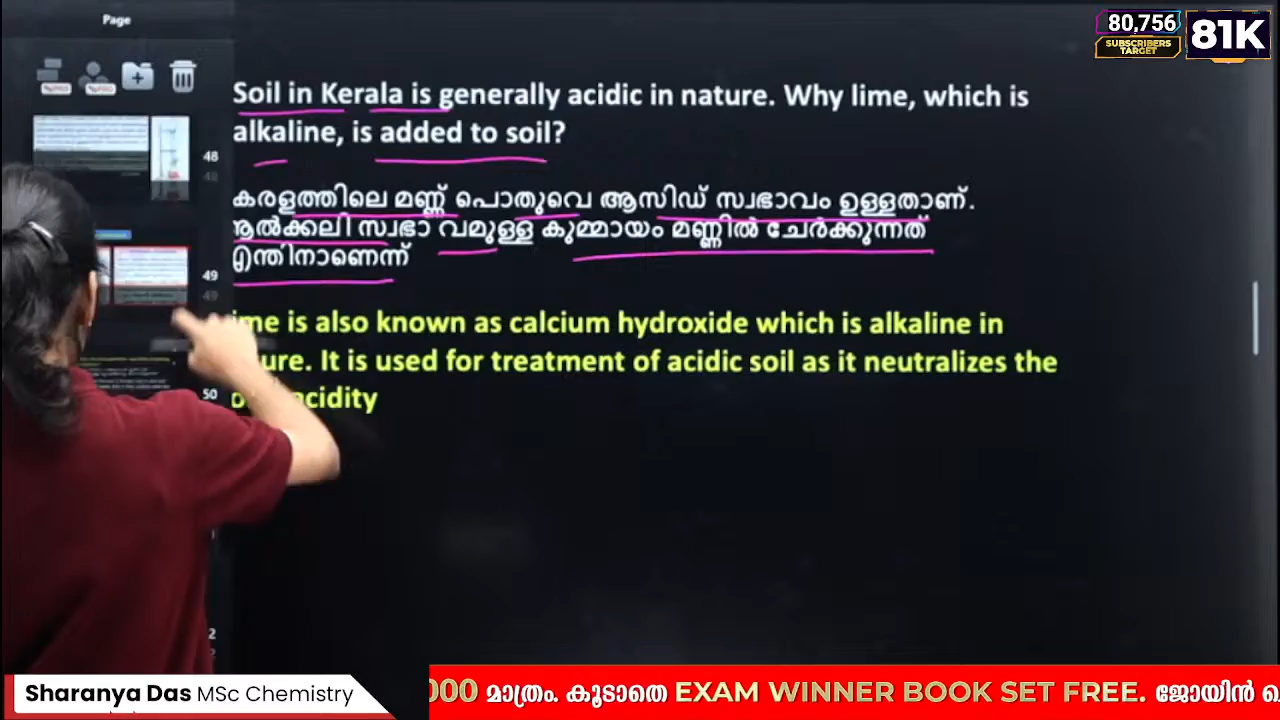 Page
80,756
SUBSCRIBERS
TARGET
81K
Soil in Kerala is generally acidic in nature. Why lime, which is
alkaline, is added to soil?
കരളത്തിലെ മണ്ണ് പൊതുവെ ആസിഡ് സ്വഭാവം ഉള്ളതാണ്.
ആൽക്കലി സ്വഭാ വമുള്ള കുമ്മായം മണ്ണിൽ ചേർക്കുന്നത്
എന്തിനാണെന്ന്
ime is also known as calcium hydroxide which is alkaline in
ure. It is used for treatment of acidic soil as it neutralizes the
acidity
48
48
49
49
50
2
Sharanya Das MSc Chemistry
000 മാത്രം. കൂടാതെ EXAM WINNER BOOK SET FREE. ജോയിൻ